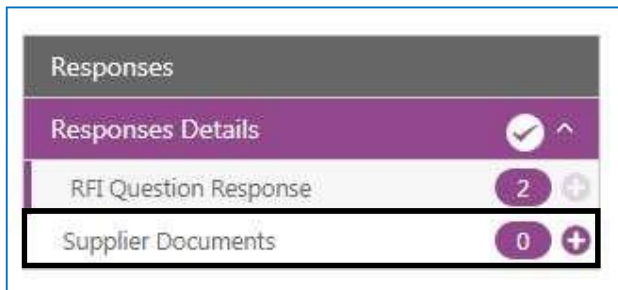 Responses
Responses Details
RFI Question Response 2
Supplier Documents 0